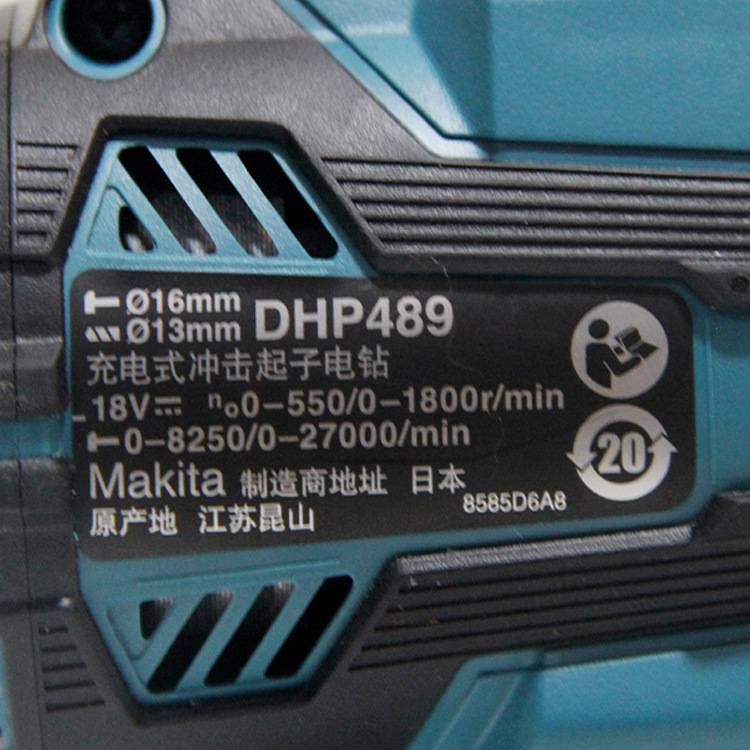 Ø16mm
Ø13mm
DHP489
充电式冲击起子电钻
18V⎓ nₒ0-550/0-1800r/min
0-8250/0-27000/min
Makita 制造商地址 日本
原产地 江苏昆山
8585D6A8
20